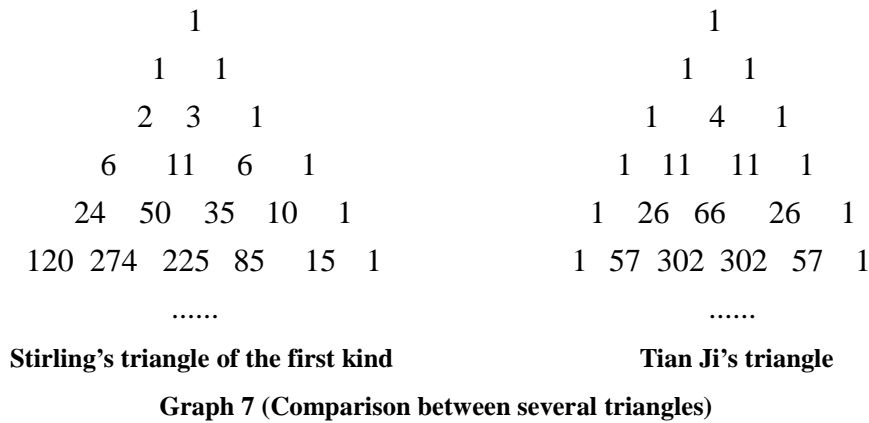 1 1
1 1 1 1
2 3 1 1 4 1
6 11 6 1 1 11 11 1
24 50 35 10 1 1 26 66 26 1
120 274 225 85 15 1 1 57 302 302 57 1
...... ......
Stirling’s triangle of the first kind Tian Ji’s triangle
Graph 7 (Comparison between several triangles)